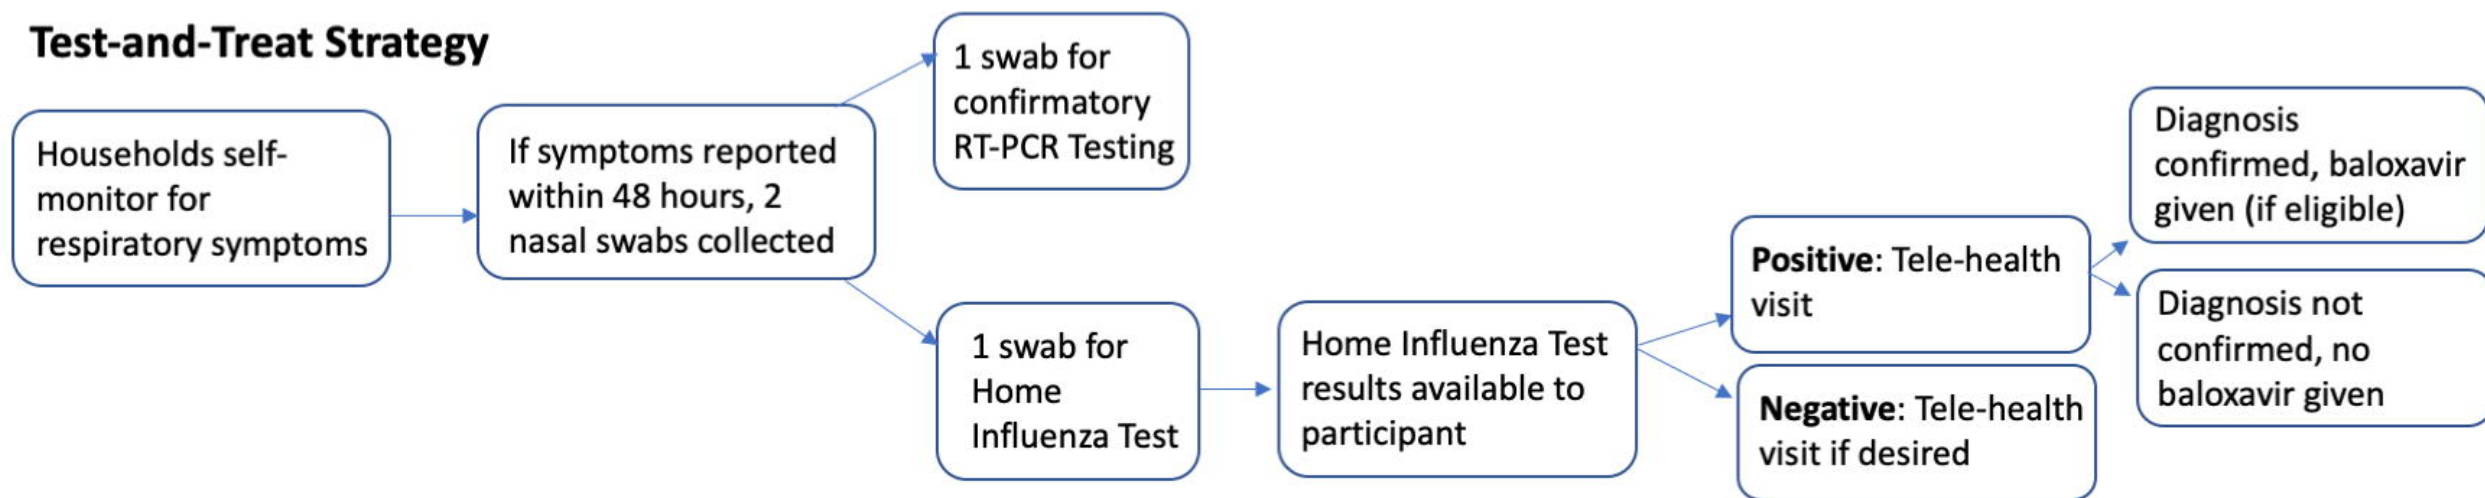 Test-and-Treat Strategy
Households self-
monitor for
respiratory symptoms
If symptoms reported
within 48 hours, 2
nasal swabs collected
1 swab for
confirmatory
RT-PCR Testing
1 swab for
Home
Influenza Test
Home Influenza Test
results available to
participant
Positive: Tele-health
visit
Negative: Tele-health
visit if desired
Diagnosis
confirmed, baloxavir
given (if eligible)
Diagnosis not
confirmed, no
baloxavir given